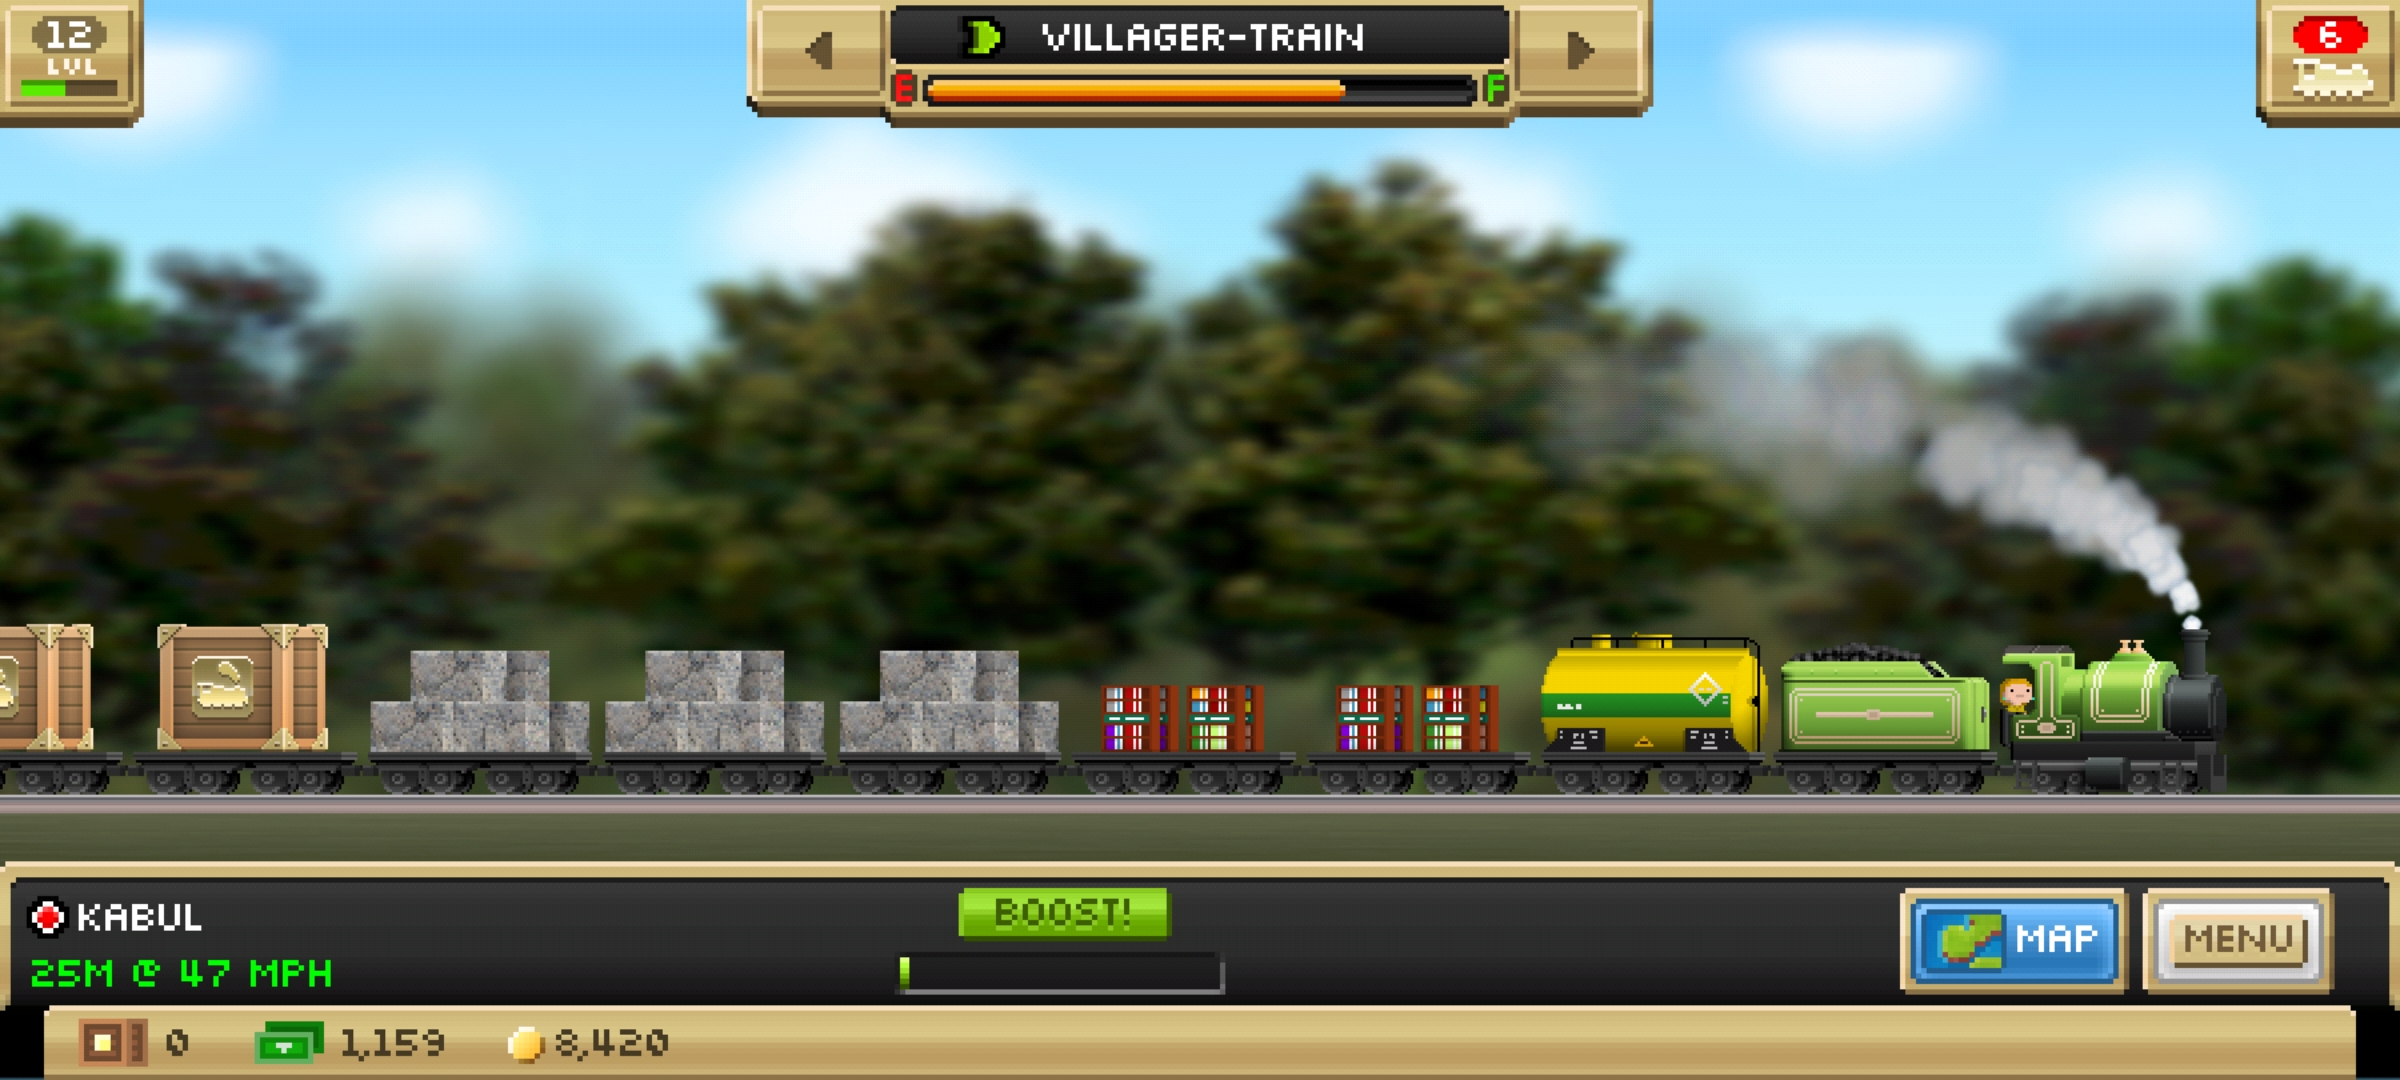 12
LVL
VILLAGER-TRAIN
E F
6
KABUL
25M @ 47 MPH
BOOST!
MAP
MENU
0
1,159
8,420